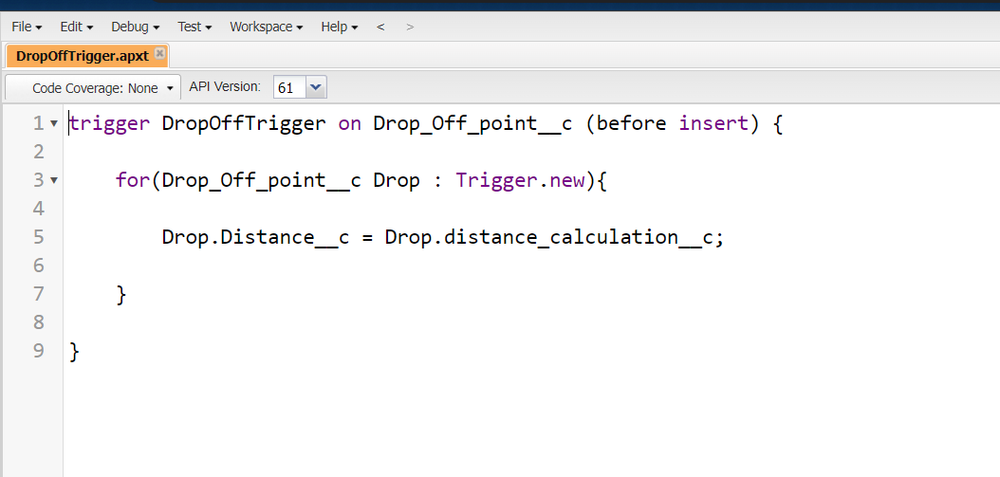 File Edit Debug Test Workspace Help < >
DropOffTrigger.apxt
Code Coverage: None API Version: 61
1 trigger DropOffTrigger on Drop_Off_point__c (before insert) {
2
3 for(Drop_Off_point__c Drop : Trigger.new){
4
5 Drop.Distance__c = Drop.distance_calculation__c;
6
7 }
8
9 }